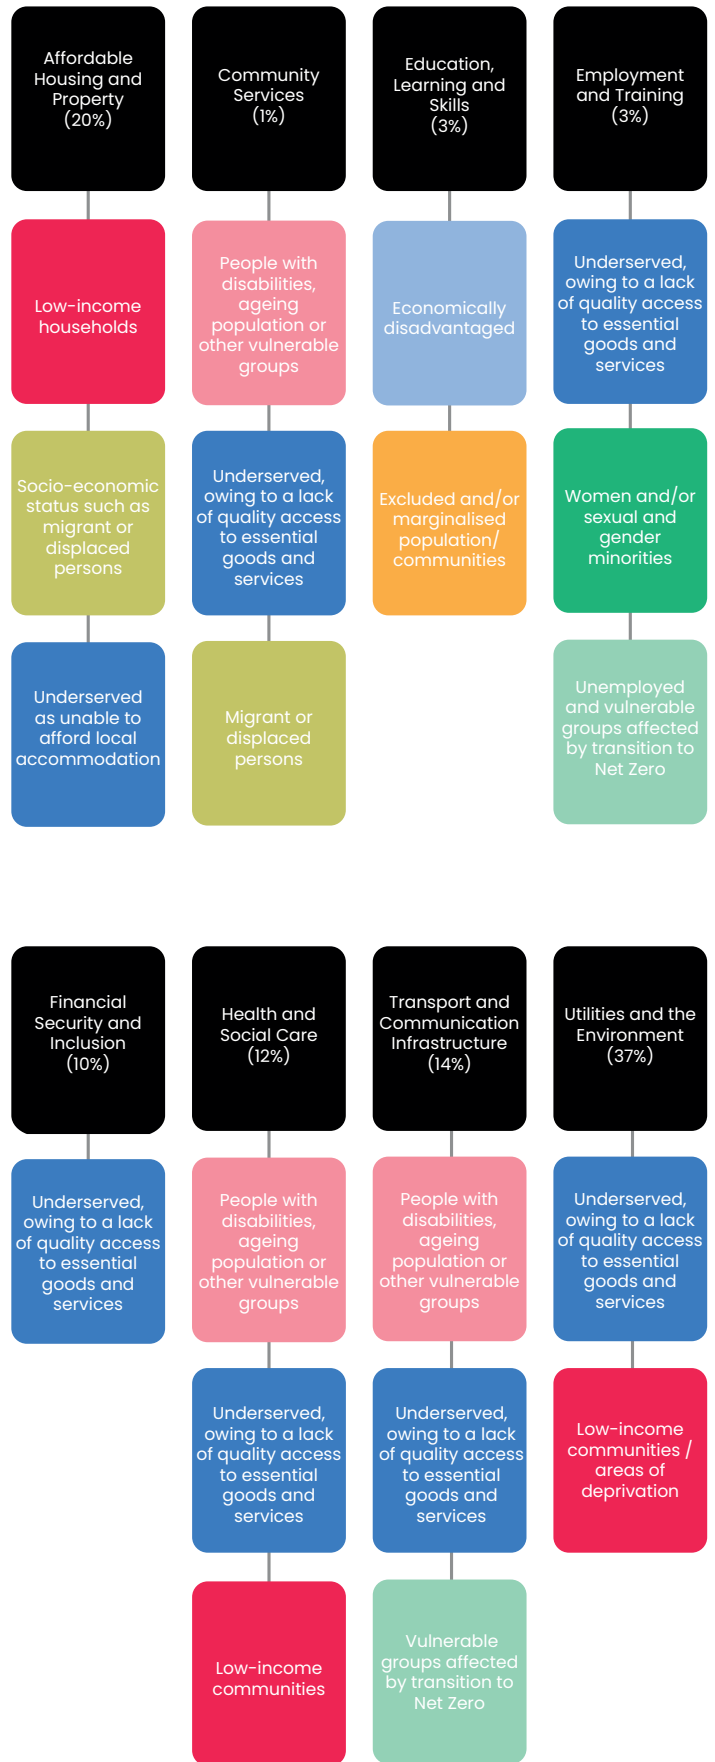 Affordable
Housing and
Property
(20%)
Low-income
households
Socio-economic
status such as
migrant or
displaced
persons
Underserved
as unable to
afford local
accommodation
Community
Services
(1%)
People with
disabilities,
ageing
population or
other vulnerable
groups
Underserved,
owing to a lack
of quality access
to essential
goods and
services
Migrant or
displaced
persons
Education,
Learning and
Skills
(3%)
Economically
disadvantaged
Excluded and/or
marginalised
population/
communities
Employment
and Training
(3%)
Underserved,
owing to a lack
of quality access
to essential
goods and
services
Women and/or
sexual and
gender
minorities
Unemployed
and vulnerable
groups affected
by transition to
Net Zero
Financial
Security and
Inclusion
(10%)
Underserved,
owing to a lack
of quality access
to essential
goods and
services
Health and
Social Care
(12%)
People with
disabilities,
ageing
population or
other vulnerable
groups
Underserved,
owing to a lack
of quality access
to essential
goods and
services
Low-income
communities
Transport and
Communication
Infrastructure
(14%)
People with
disabilities,
ageing
population or
other vulnerable
groups
Underserved,
owing to a lack
of quality access
to essential
goods and
services
Vulnerable
groups affected
by transition to
Net Zero
Utilities and the
Environment
(37%)
Underserved,
owing to a lack
of quality access
to essential
goods and
services
Low-income
communities /
areas of
deprivation